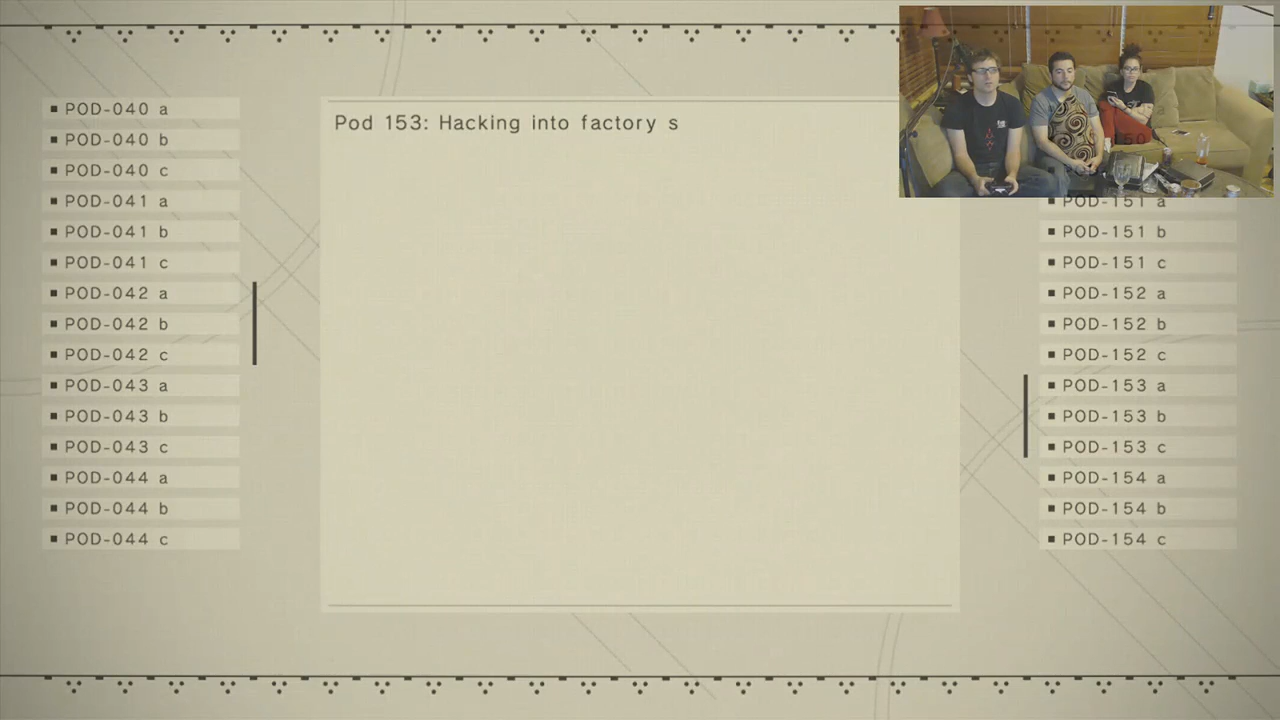 POD-040 a
POD-040 b
POD-040 c
POD-041 a
POD-041 b
POD-041 c
POD-042 a
POD-042 b
POD-042 c
POD-043 a
POD-043 b
POD-043 c
POD-044 a
POD-044 b
POD-044 c
Pod 153: Hacking into factory s
POD-151 a
POD-151 b
POD-151 c
POD-152 a
POD-152 b
POD-152 c
POD-153 a
POD-153 b
POD-153 c
POD-154 a
POD-154 b
POD-154 c